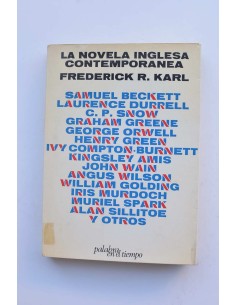 LA NOVELA INGLESA
CONTEMPORANEA
FREDERICK R. KARL
SAMUEL BECKETT
LAURENCE DURRELL
C. P. SNOW
GRAHAM GREENE
GEORGE ORWELL
HENRY GREEN
IVY COMPTON-BURNETT
KINGSLEY AMIS
JOHN WAIN
ANGUS WILSON
WILLIAM GOLDING
IRIS MURDOCH
MURIEL SPARK
ALAN SILLITOE
Y OTROS
palabra en el tiempo